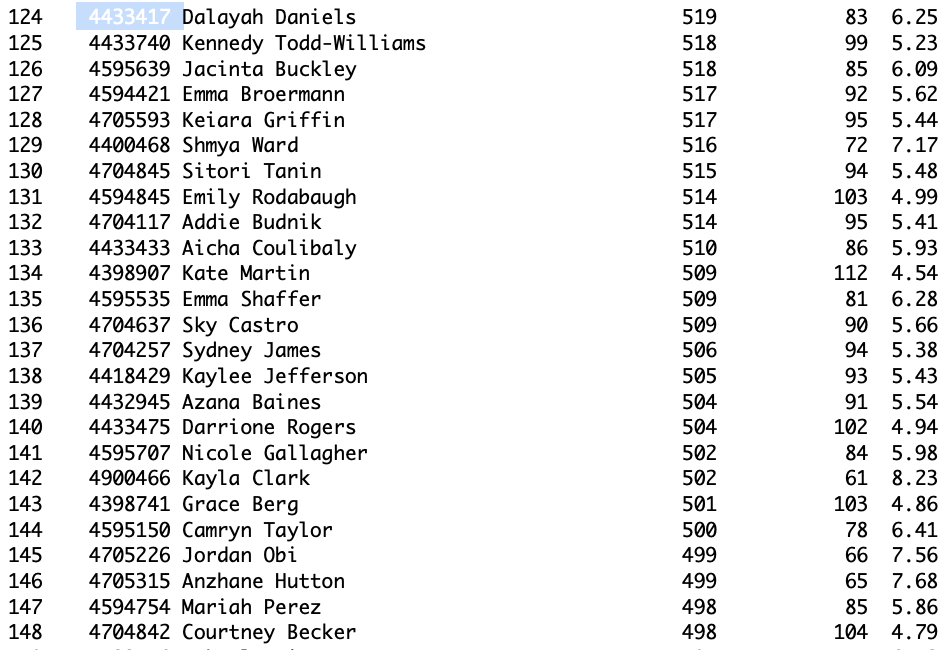 124 4433417 Dalayah Daniels 519 83 6.25
125 4433740 Kennedy Todd-Williams 518 99 5.23
126 4595639 Jacinta Buckley 518 85 6.09
127 4594421 Emma Broermann 517 92 5.62
128 4705593 Keiara Griffin 517 95 5.44
129 4400468 Shmya Ward 516 72 7.17
130 4704845 Sitori Tanin 515 94 5.48
131 4594845 Emily Rodabaugh 514 103 4.99
132 4704117 Addie Budnik 514 95 5.41
133 4433433 Aicha Coulibaly 510 86 5.93
134 4398907 Kate Martin 509 112 4.54
135 4595535 Emma Shaffer 509 81 6.28
136 4704637 Sky Castro 509 90 5.66
137 4704257 Sydney James 506 94 5.38
138 4418429 Kaylee Jefferson 505 93 5.43
139 4432945 Azana Baines 504 91 5.54
140 4433475 Darrione Rogers 504 102 4.94
141 4595707 Nicole Gallagher 502 84 5.98
142 4900466 Kayla Clark 502 61 8.23
143 4398741 Grace Berg 501 103 4.86
144 4595150 Camryn Taylor 500 78 6.41
145 4705226 Jordan Obi 499 66 7.56
146 4705315 Anzhane Hutton 499 65 7.68
147 4594754 Mariah Perez 498 85 5.86
148 4704842 Courtney Becker 498 104 4.79